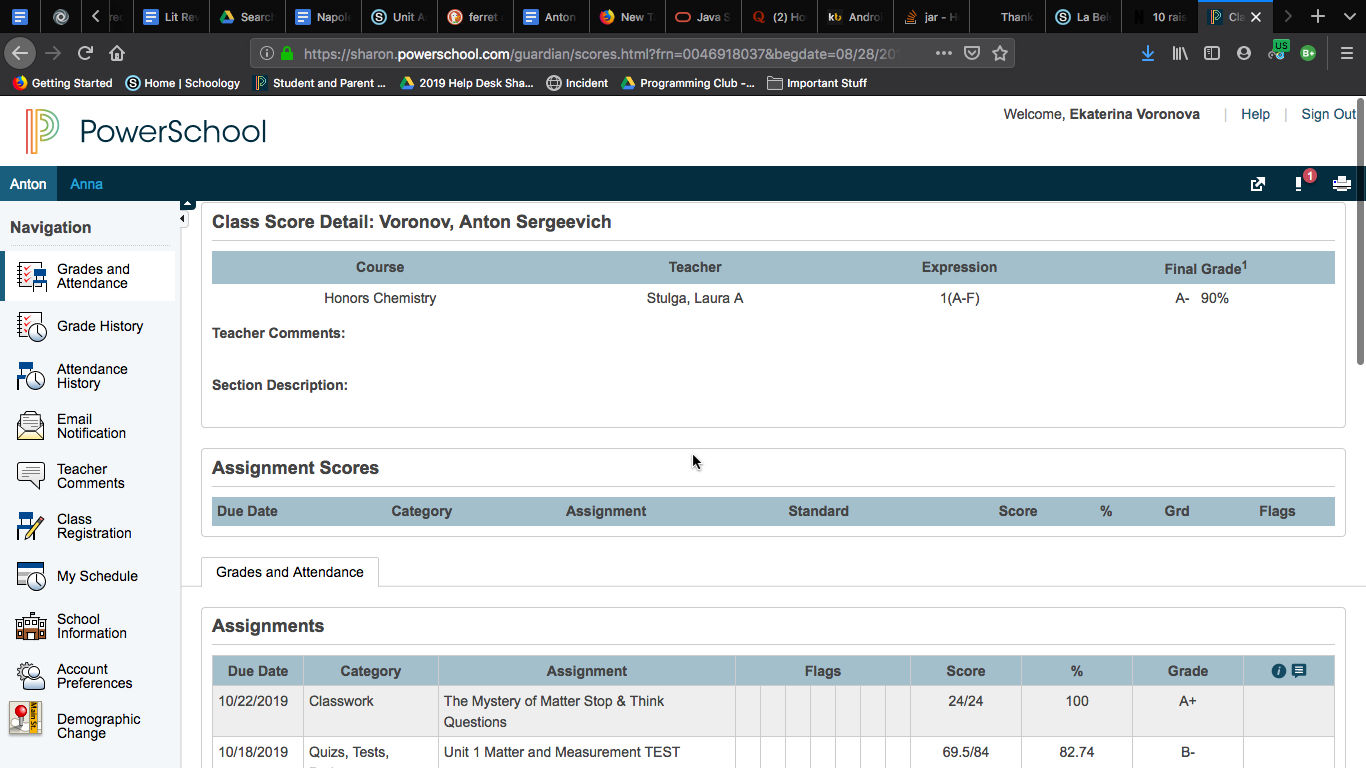 Lit Re
Search
Napol
Unit A
ferret
Anton
New T
Java S
(2) Ho
Andro
jar - H
Thank
La Bel
10 rais
Cla
https://sharon.powerschool.com/guardian/scores.html?frn=0046918037&begdate=08/28/20
US
B+
Getting Started
Home | Schoology
Student and Parent ...
2019 Help Desk Sha...
Incident
Programming Club -...
Important Stuff
PowerSchool
Welcome, Ekaterina Voronova
Help
Sign Out
Anton
Anna
1
Navigation
Grades and
Attendance
Grade History
Attendance
History
Email
Notification
Teacher
Comments
Class
Registration
My Schedule
School
Information
Account
Preferences
Main St.
Demographic
Change
Class Score Detail: Voronov, Anton Sergeevich
Course Teacher Expression Final Grade1
Honors Chemistry Stulga, Laura A 1(A-F) A- 90%
Teacher Comments:
Section Description:
Assignment Scores
Due Date Category Assignment Standard Score % Grd Flags
Grades and Attendance
Assignments
Due Date Category Assignment Flags Score % Grade
10/22/2019 Classwork The Mystery of Matter Stop & Think 24/24 100 A+
Questions
10/18/2019 Quizs, Tests, Unit 1 Matter and Measurement TEST 69.5/84 82.74 B-